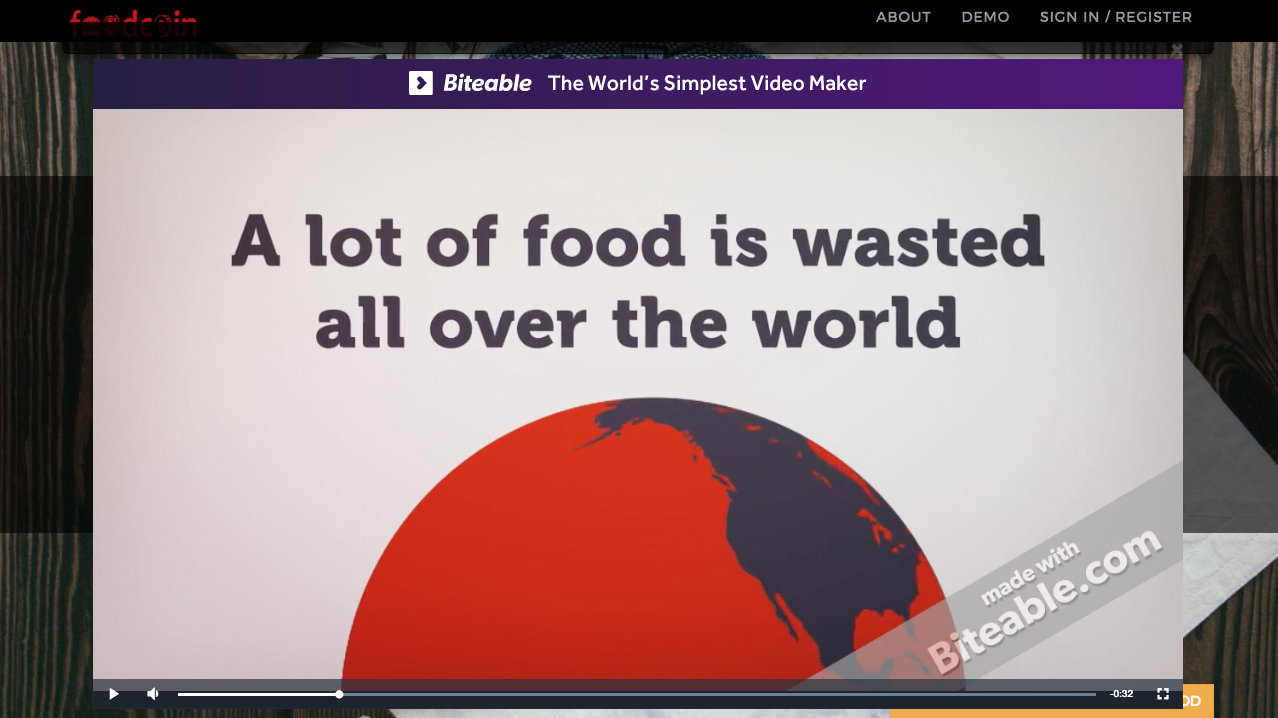 foodcoin
ABOUT DEMO SIGN IN / REGISTER
Biteable The World's Simplest Video Maker
A lot of food is wasted
all over the world
made with
Biteable.com
-0:32